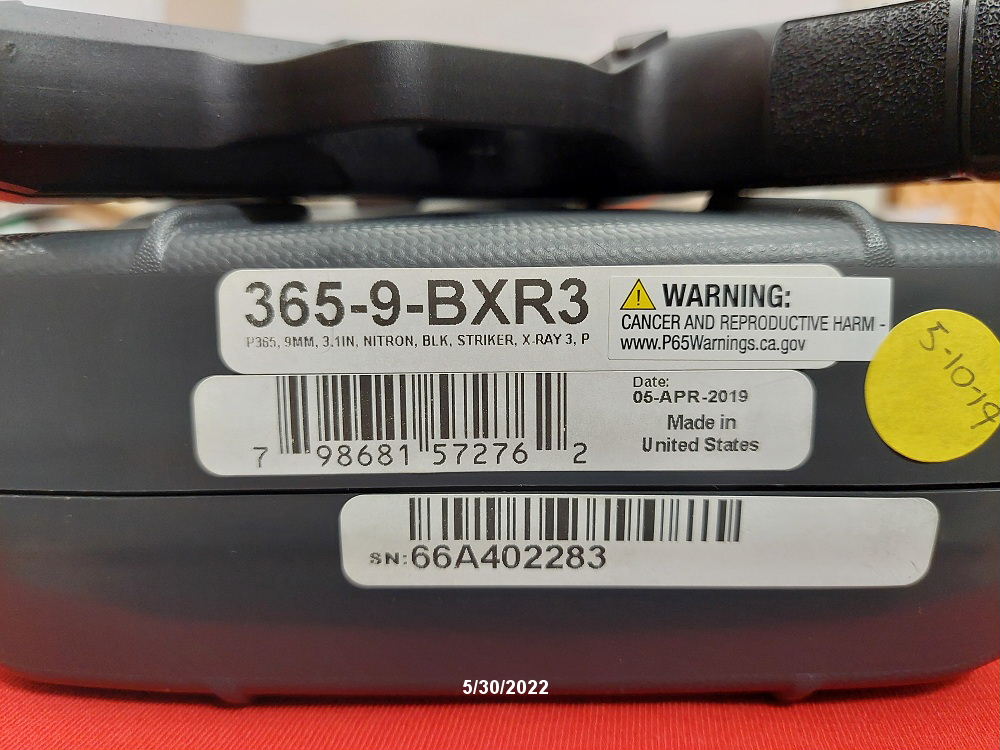 365-9-BXR3
P365, 9MM, 3.1IN, NITRON, BLK, STRIKER, X-RAY 3, P
WARNING:
CANCER AND REPRODUCTIVE HARM -
www.P65Warnings.ca.gov
5-10-19
7 98681 57276 2
Date:
05-APR-2019
Made in
United States
SN:66A402283
5/30/2022